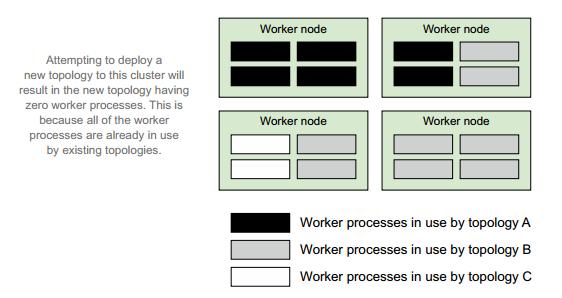 Attempting to deploy a
new topology to this cluster will
result in the new topology having
zero worker processes. This is
because all of the worker
processes are already in use
by existing topologies.
Worker node
Worker node
Worker node
Worker node
Worker processes in use by topology A
Worker processes in use by topology B
Worker processes in use by topology C